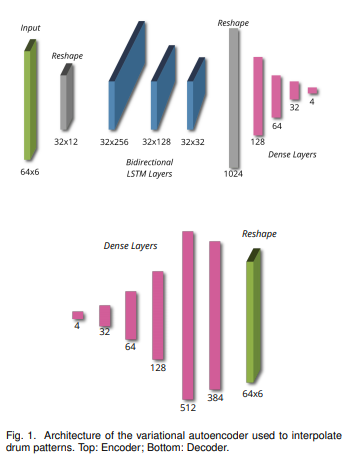 Input
Reshape
Reshape
64x6
32x12
32x256
32x128
32x32
Bidirectional
LSTM Layers
1024
128
64
32
4
Dense Layers
Dense Layers
Reshape
4
32
64
128
512
384
64x6
Fig. 1. Architecture of the variational autoencoder used to interpolate
drum patterns. Top: Encoder; Bottom: Decoder.